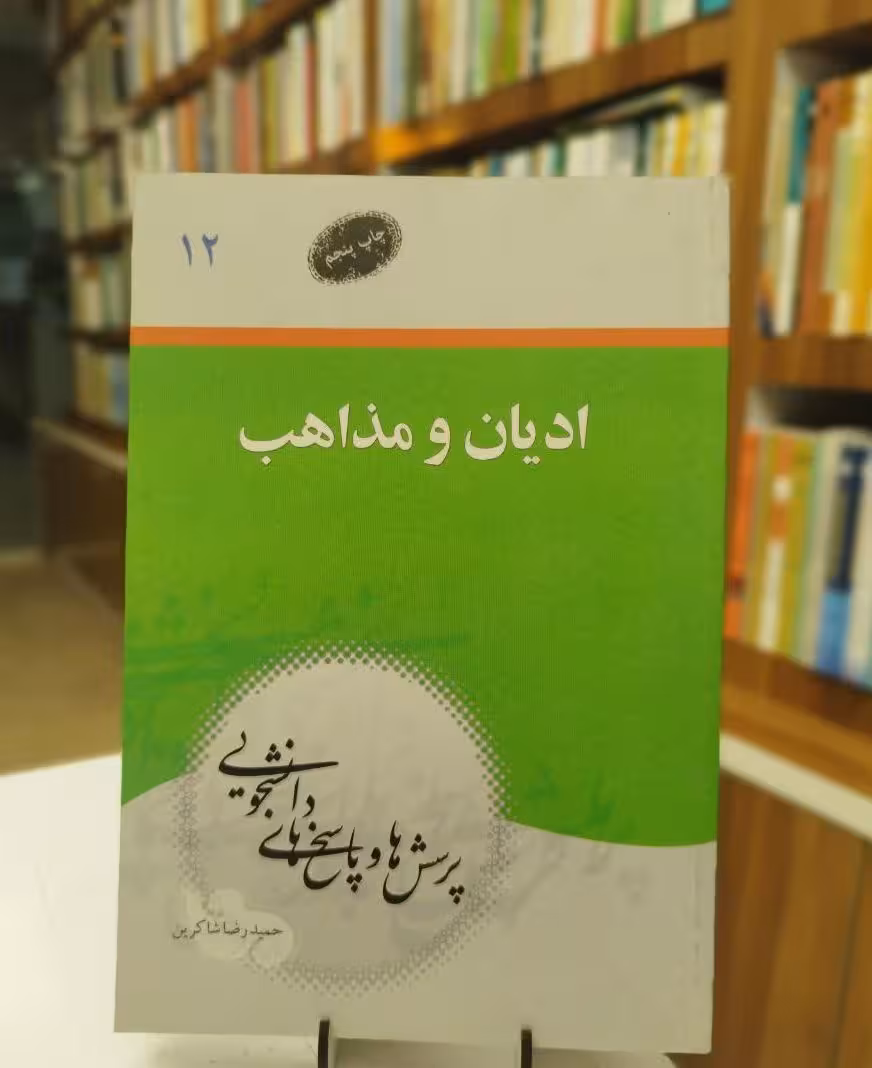 ۱۲
چاپ پنجم
ادیان و مذاهب
پرسش‌ها و پاسخ‌های
دانشجویی
حمیدرضا شاکرین